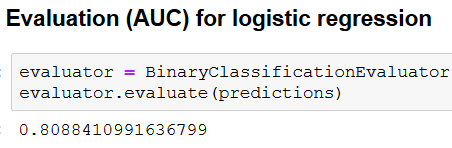 Evaluation (AUC) for logistic regression
evaluator = BinaryClassificationEvaluator
evaluator.evaluate(predictions)
0.8088410991636799